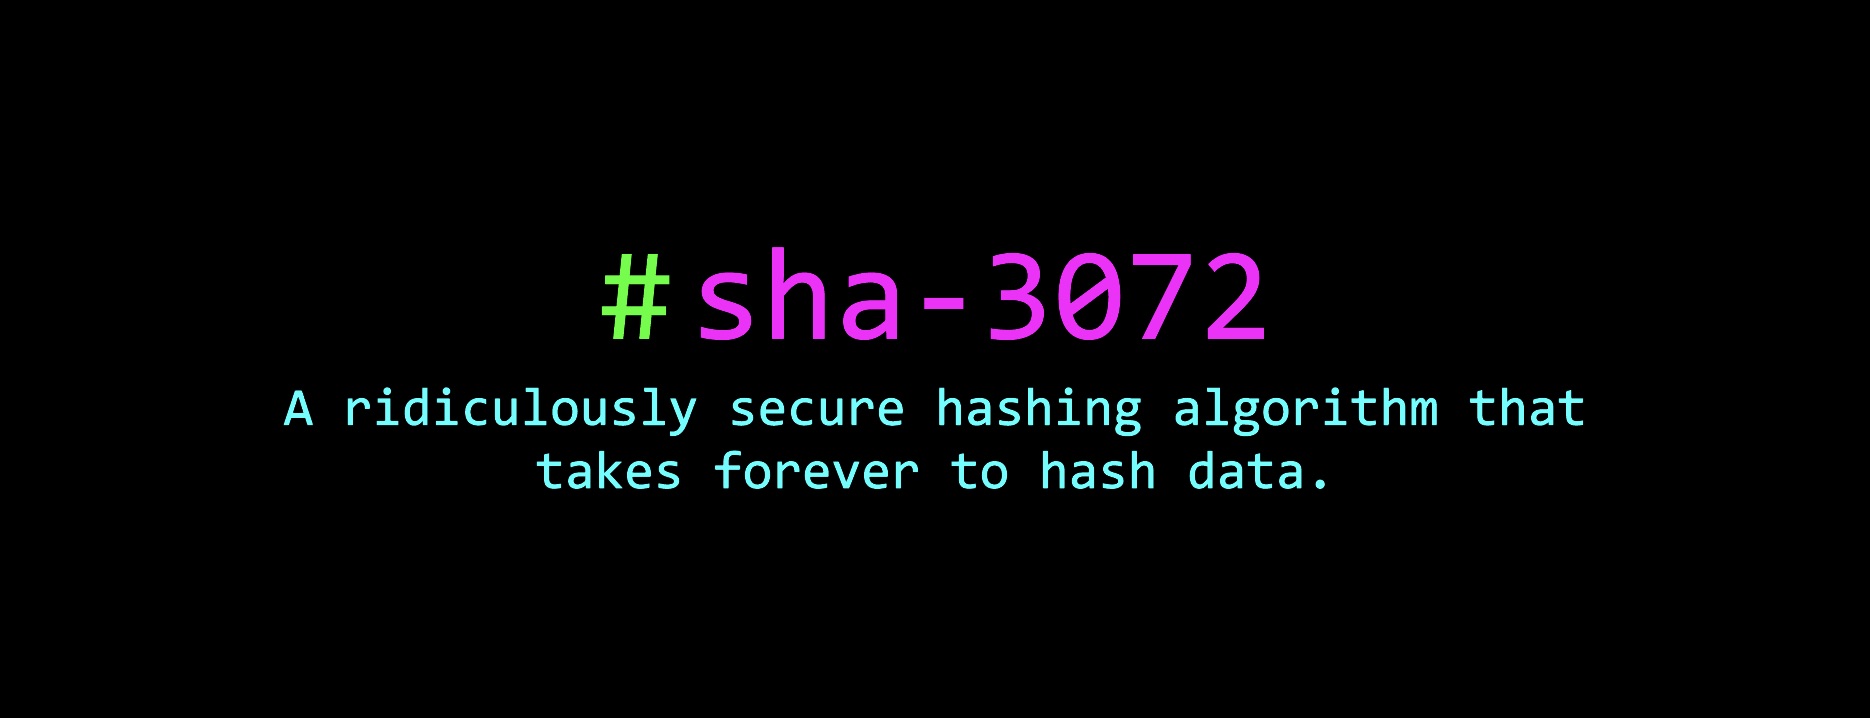 # sha-3072
A ridiculously secure hashing algorithm that
takes forever to hash data.